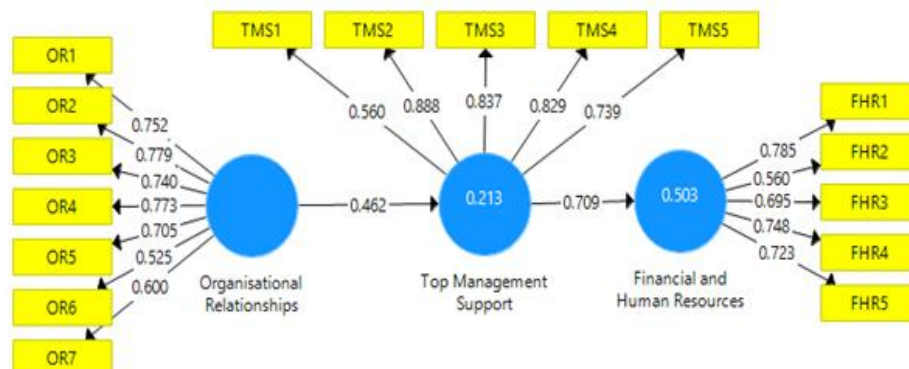 TMS1 TMS2 TMS3 TMS4 TMS5
OR1
OR2
OR3
OR4
OR5
OR6
OR7
0.752
0.779
0.740
0.773
0.705
0.525
0.600
0.560
0.888
0.837
0.829
0.739
0.462
0.213
0.709
0.503
Organisational
Relationships
Top Management
Support
Financial and
Human Resources
0.785
0.560
0.695
0.748
0.723
FHR1
FHR2
FHR3
FHR4
FHR5